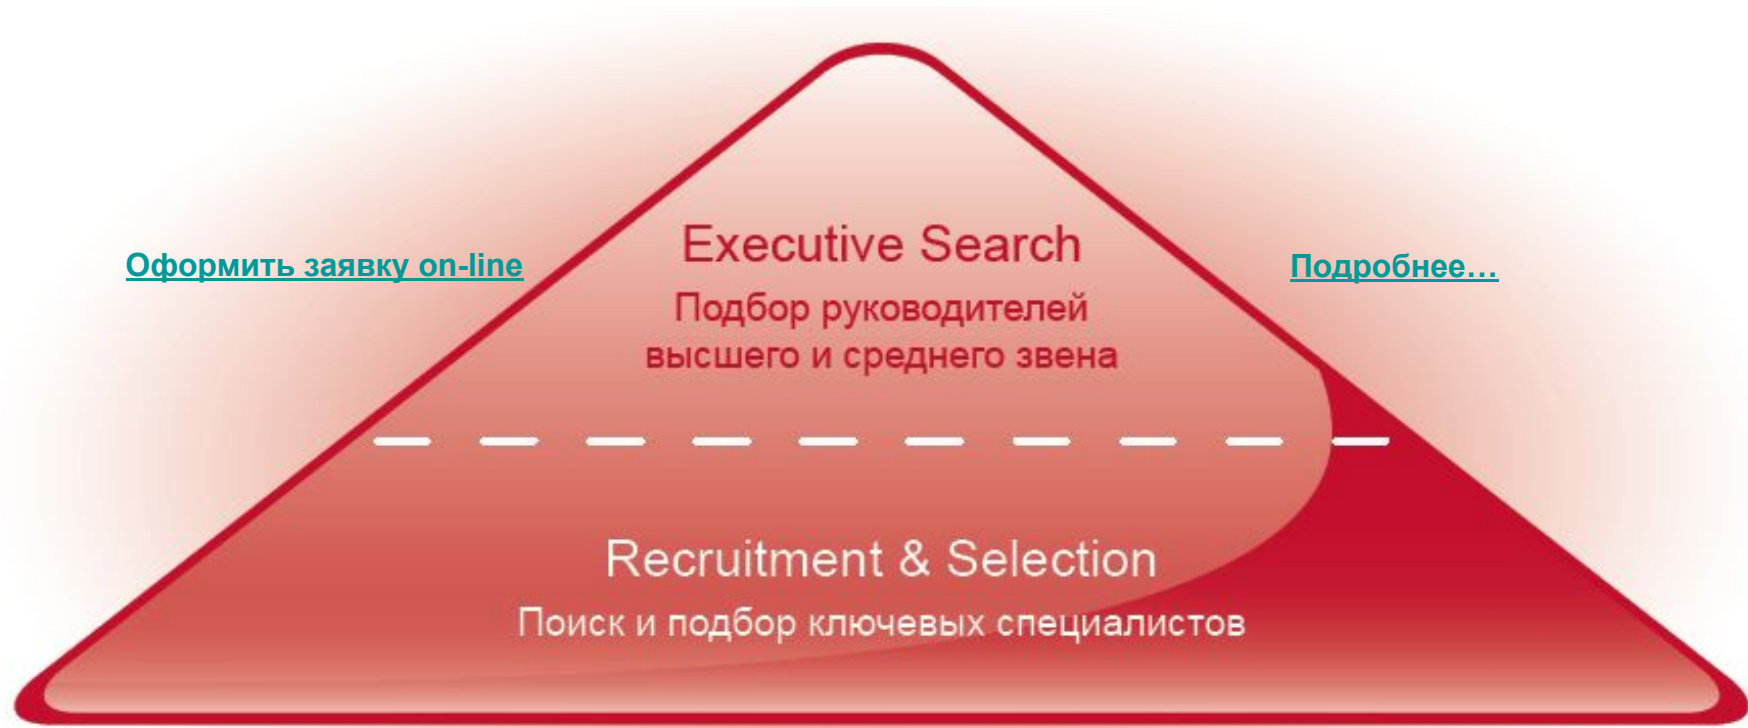 Executive Search
Оформить заявку on-line
Подробнее...
Подбор руководителей
высшего и среднего звена
Recruitment & Selection
Поиск и подбор ключевых специалистов